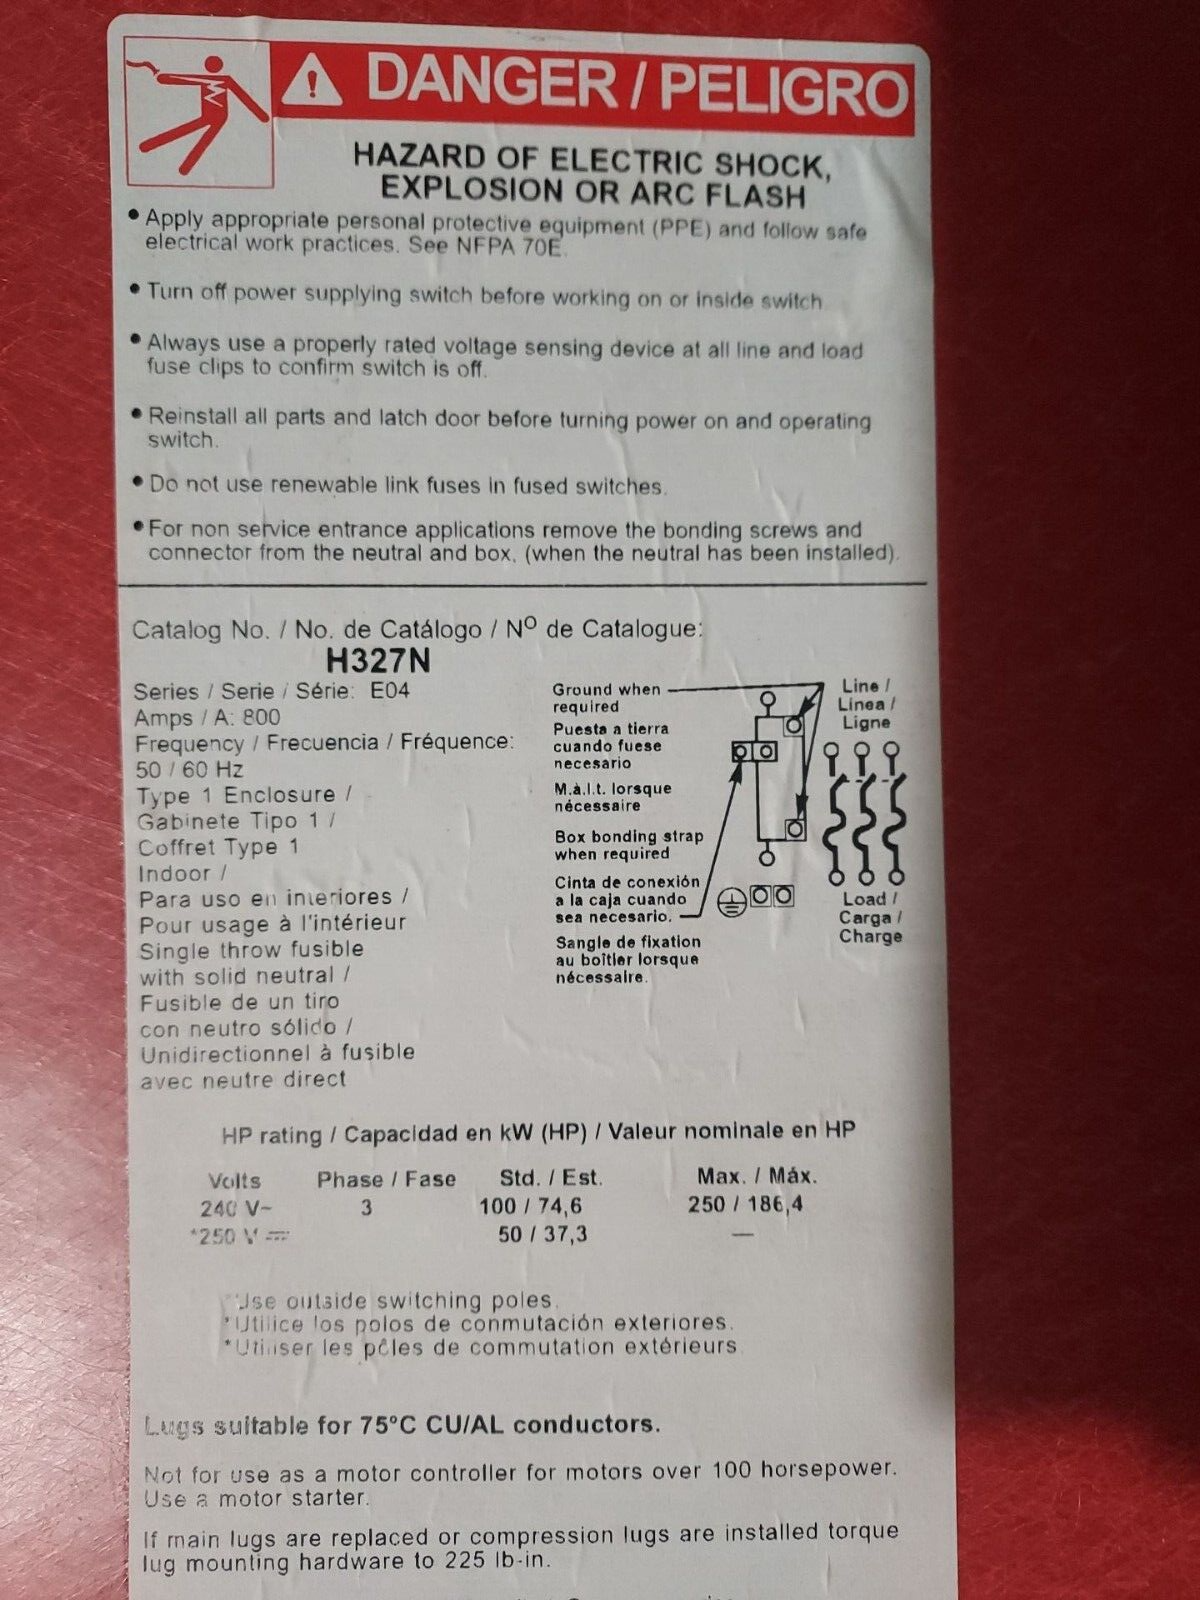 DANGER / PELIGRO
HAZARD OF ELECTRIC SHOCK,
EXPLOSION OR ARC FLASH
• Apply appropriate personal protective equipment (PPE) and follow safe
electrical work practices. See NFPA 70E.
• Turn off power supplying switch before working on or inside switch.
• Always use a properly rated voltage sensing device at all line and load
fuse clips to confirm switch is off.
• Reinstall all parts and latch door before turning power on and operating
switch.
• Do not use renewable link fuses in fused switches.
• For non service entrance applications remove the bonding screws and
connector from the neutral and box, (when the neutral has been installed).
Catalog No. / No. de Catálogo / Nº de Catalogue:
H327N
Series / Serie / Série: E04
Amps / A: 800
Frequency / Frecuencia / Fréquence:
50 / 60 Hz
Type 1 Enclosure /
Gabinete Tipo 1 /
Coffret Type 1
Indoor /
Para uso en interiores /
Pour usage à l'intérieur
Single throw fusible
with solid neutral /
Fusible de un tiro
con neutro sólido /
Unidirectionnel à fusible
avec neutre direct
Ground when
required
Puesta a tierra
cuando fuese
necesario
M.à.l.t. lorsque
nécessaire
Box bonding strap
when required
Cinta de conexión
a la caja cuando
sea necesario.
Sangle de fixation
au boîtier lorsque
nécessaire.
Line /
Linea /
Ligne
Load /
Carga /
Charge
HP rating / Capacidad en kW (HP) / Valeur nominale en HP
Volts Phase / Fase Std. / Est. Max. / Máx.
240 V~ 3 100 / 74,6 250 / 186,4
*250 V ⎓ 50 / 37,3 —
*Use outside switching poles.
*Utilice los polos de conmutación exteriores.
*Utiliser les pôles de commutation extérieurs
Lugs suitable for 75°C CU/AL conductors.
Not for use as a motor controller for motors over 100 horsepower.
Use a motor starter.
If main lugs are replaced or compression lugs are installed torque
lug mounting hardware to 225 lb-in.